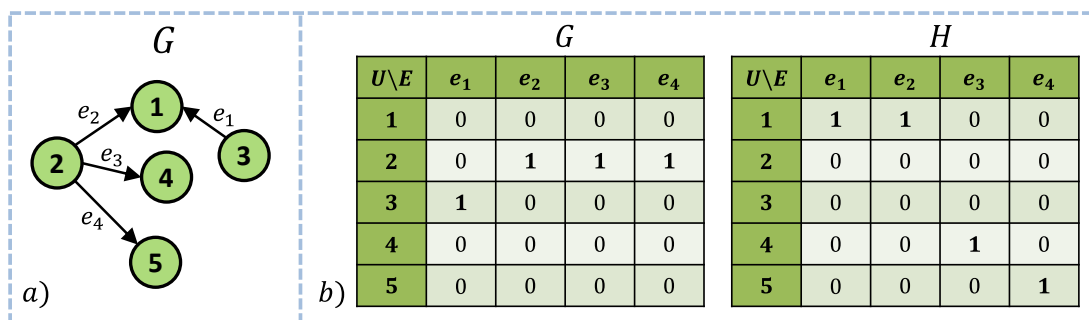 G
e₂
1
e₁
2
e₃
3
4
e₄
5
a)
b)
G
U\E e₁ e₂ e₃ e₄
1 0 0 0 0
2 0 1 1 1
3 1 0 0 0
4 0 0 0 0
5 0 0 0 0
H
U\E e₁ e₂ e₃ e₄
1 1 1 0 0
2 0 0 0 0
3 0 0 0 0
4 0 0 1 0
5 0 0 0 1